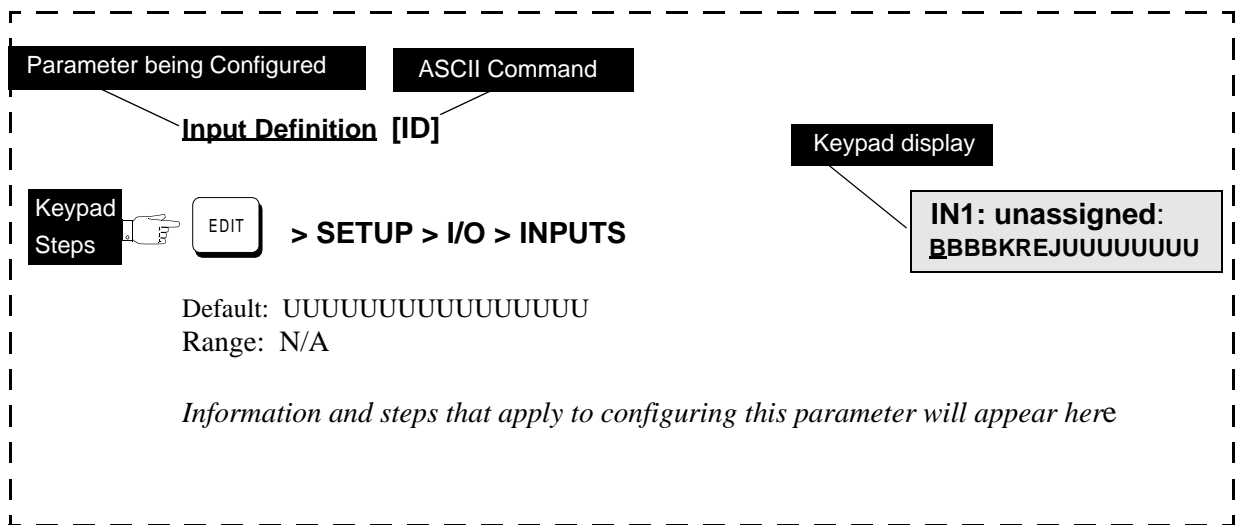 Parameter being Configured
ASCII Command
Input Definition [ID]
Keypad display
Keypad
Steps
EDIT
> SETUP > I/O > INPUTS
IN1: unassigned:
BBBBKREJUUUUUUUU
Default: UUUUUUUUUUUUUUUU
Range: N/A
Information and steps that apply to configuring this parameter will appear here